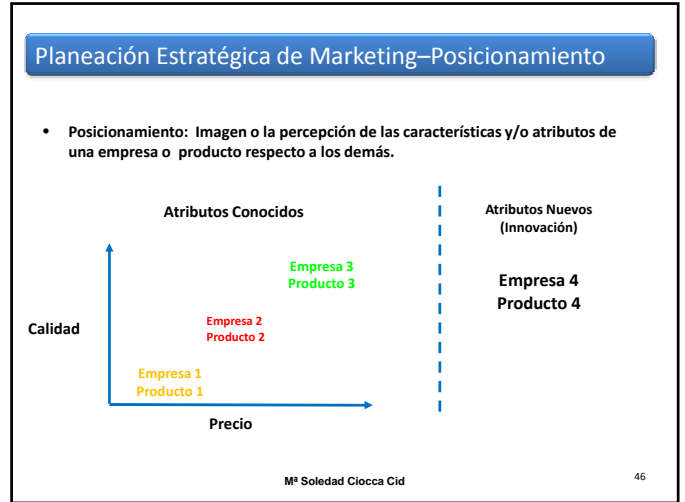 Planeación Estratégica de Marketing–Posicionamiento
• Posicionamiento: Imagen o la percepción de las características y/o atributos de
una empresa o producto respecto a los demás.
Atributos Conocidos
Atributos Nuevos
(Innovación)
Empresa 3
Producto 3
Empresa 4
Producto 4
Calidad
Empresa 2
Producto 2
Empresa 1
Producto 1
Precio
Mª Soledad Ciocca Cid
46